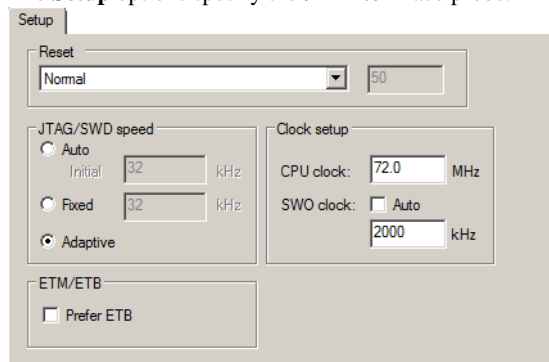 Setup
Reset
Normal
50
JTAG/SWD speed
Auto
Initial 32 kHz
Fixed 32 kHz
Adaptive
Clock setup
CPU clock: 72.0 MHz
SWO clock: Auto
2000 kHz
ETM/ETB
Prefer ETB